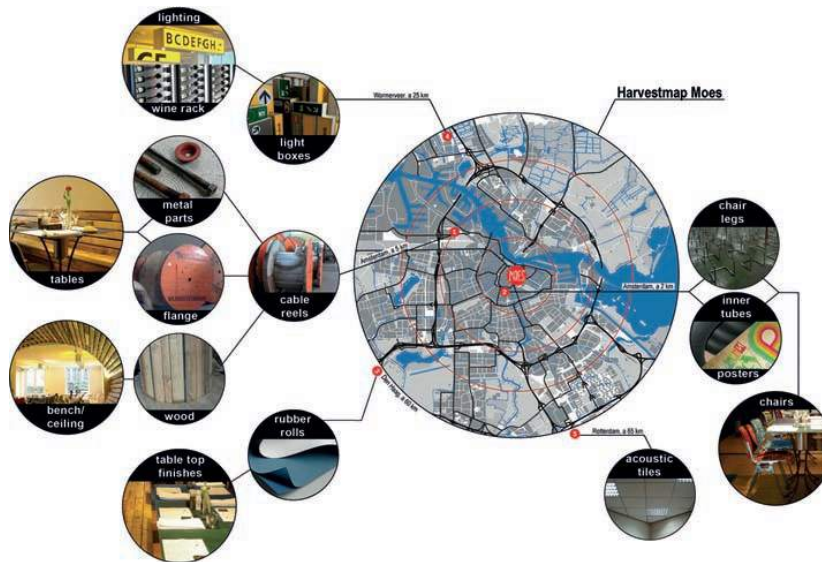 lighting
BCDEFGH
wine rack
light
boxes
Wormerveer, a 25 km
Harvestmap Moes
metal
parts
tables
flange
cable
reels
Amsterdam, a 5 km
MOES
Amsterdam, a 2 km
chair
legs
inner
tubes
posters
chairs
bench/
ceiling
wood
rubber
rolls
Den Haag, a 60 km
Rotterdam, a 65 km
table top
finishes
acoustic
tiles